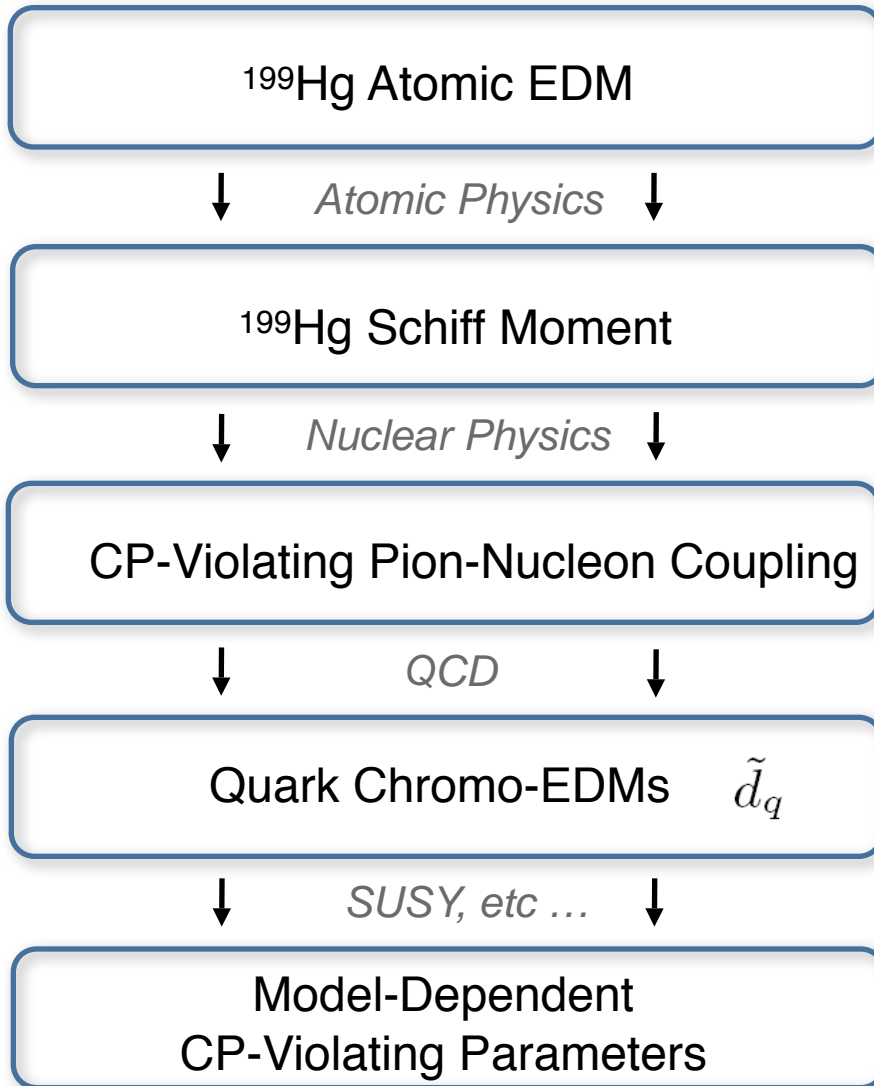 ¹⁹⁹Hg Atomic EDM
Atomic Physics
¹⁹⁹Hg Schiff Moment
Nuclear Physics
CP-Violating Pion-Nucleon Coupling
QCD
Quark Chromo-EDMs d̃_q
SUSY, etc …
Model-Dependent
CP-Violating Parameters